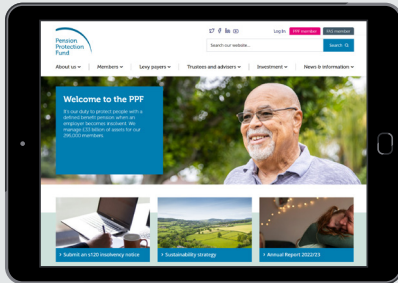 Pension
Protection
Fund
Log in
PPF member
FAS member
Search our website...
Search
About us
Members
Levy payers
Trustees and advisers
Investment
News & information
Welcome to the PPF
It's our duty to protect people with a
defined benefit pension when an
employer becomes insolvent. We
manage £33 billion of assets for our
295,000 members.
> Submit an s120 insolvency notice
> Sustainability strategy
> Annual Report 2022/23